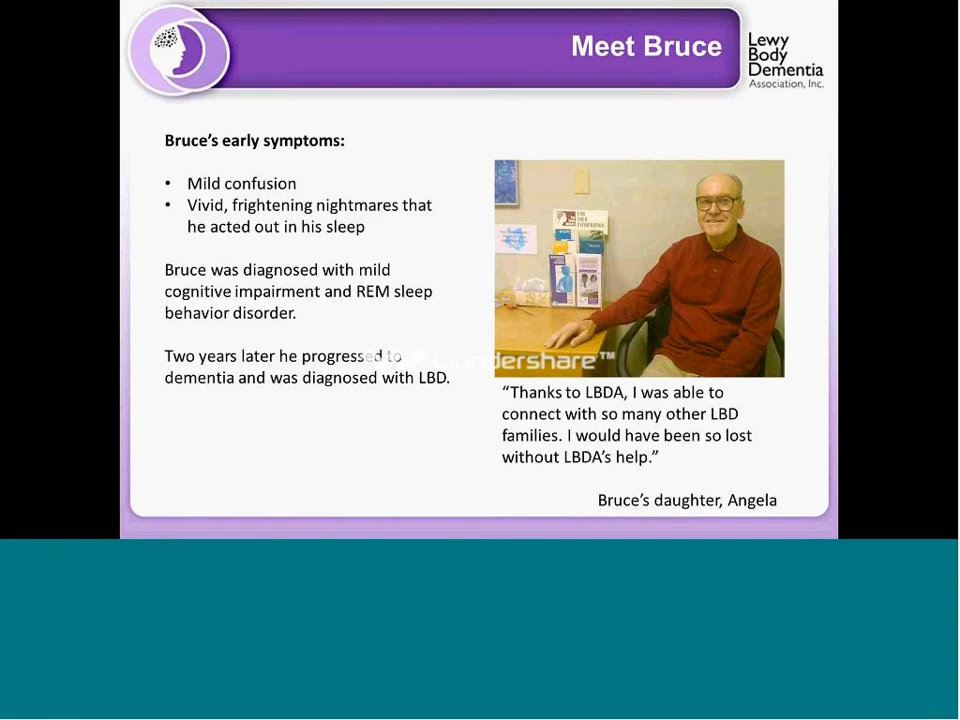 Meet Bruce
Lewy
Body
Dementia
Association, Inc.
Bruce’s early symptoms:
• Mild confusion
• Vivid, frightening nightmares that
he acted out in his sleep
Bruce was diagnosed with mild
cognitive impairment and REM sleep
behavior disorder.
Two years later he progressed to
dementia and was diagnosed with LBD.
wondershare™
“Thanks to LBDA, I was able to
connect with so many other LBD
families. I would have been so lost
without LBDA’s help.”
Bruce’s daughter, Angela